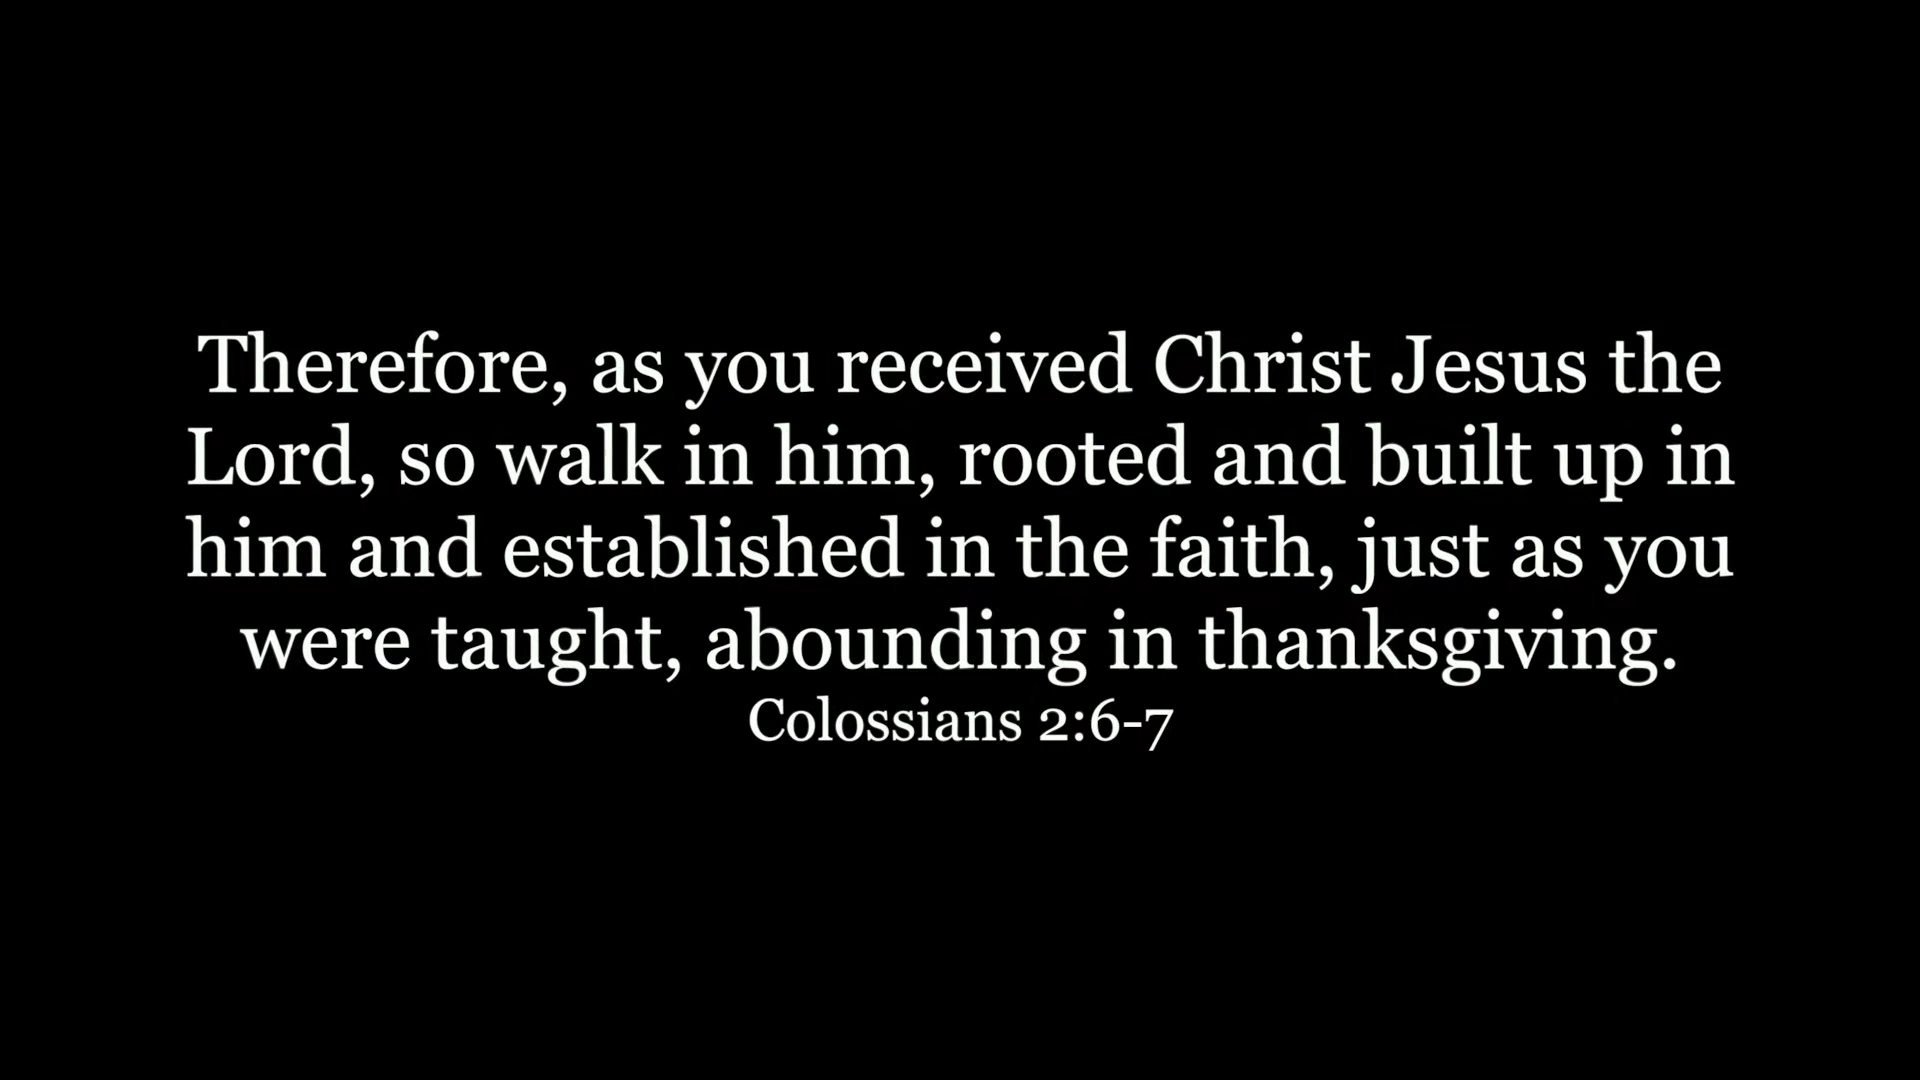 Therefore, as you received Christ Jesus the
Lord, so walk in him, rooted and built up in
him and established in the faith, just as you
were taught, abounding in thanksgiving.
Colossians 2:6-7